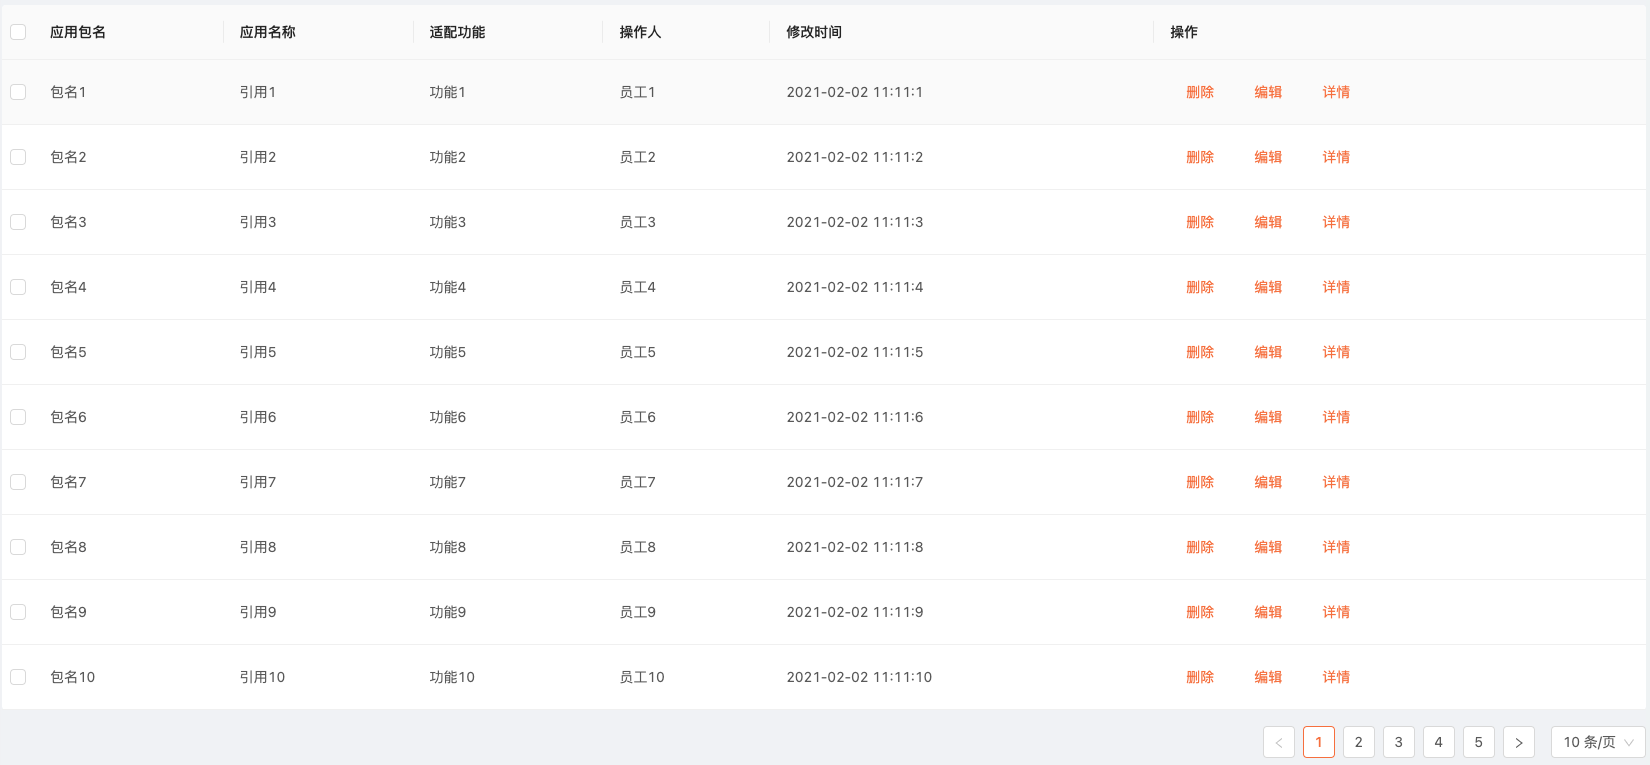 应用包名 应用名称 适配功能 操作人 修改时间 操作
包名1 引用1 功能1 员工1 2021-02-02 11:11:1 删除 编辑 详情
包名2 引用2 功能2 员工2 2021-02-02 11:11:2 删除 编辑 详情
包名3 引用3 功能3 员工3 2021-02-02 11:11:3 删除 编辑 详情
包名4 引用4 功能4 员工4 2021-02-02 11:11:4 删除 编辑 详情
包名5 引用5 功能5 员工5 2021-02-02 11:11:5 删除 编辑 详情
包名6 引用6 功能6 员工6 2021-02-02 11:11:6 删除 编辑 详情
包名7 引用7 功能7 员工7 2021-02-02 11:11:7 删除 编辑 详情
包名8 引用8 功能8 员工8 2021-02-02 11:11:8 删除 编辑 详情
包名9 引用9 功能9 员工9 2021-02-02 11:11:9 删除 编辑 详情
包名10 引用10 功能10 员工10 2021-02-02 11:11:10 删除 编辑 详情
1 2 3 4 5 10 条/页